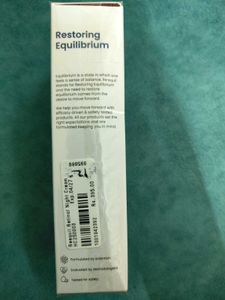 Restoring
Equilibrium
Equilibrium is a state in which one
feels a sense of balance. Re'equil
stands for Restoring Equilibrium
and the need to restore
equilibrium comes from the
desire to move forward.
We help you move forward with
efficacy-driven & safety tested
products. All our products set the
right expectations and are
formulated keeping you in mind.
Retinol Night Cream
Rs.
Formulated by scientists
Evaluated by dermatologists
Tested for safety